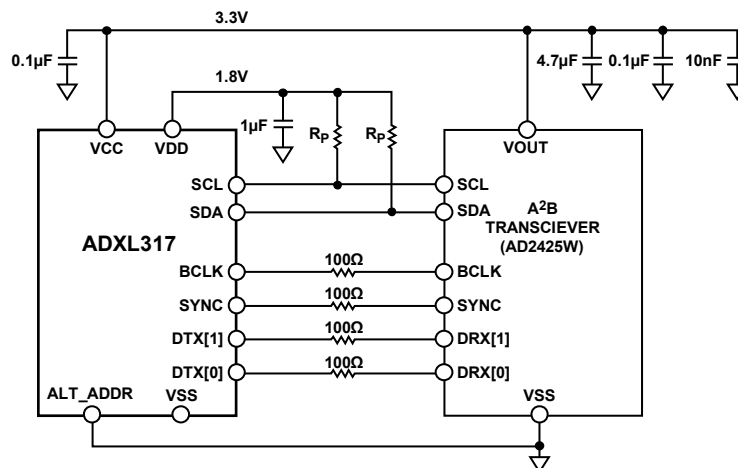 3.3V
0.1µF
4.7µF
0.1µF
10nF
1.8V
1µF
RP
RP
VCC
VDD
VOUT
SCL
SCL
SDA
SDA
A2B
TRANSCIEVER
(AD2425W)
ADXL317
100Ω
BCLK
BCLK
100Ω
SYNC
SYNC
100Ω
DTX[1]
DRX[1]
100Ω
DTX[0]
DRX[0]
ALT_ADDR
VSS
VSS